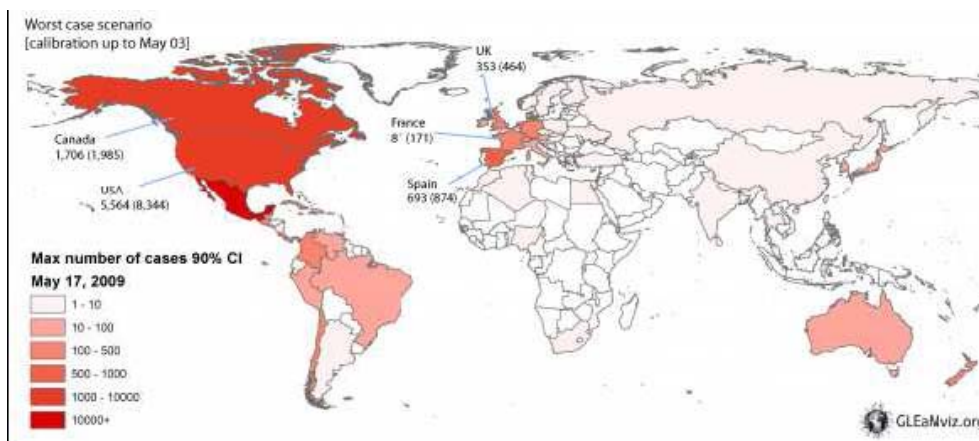 Worst case scenario
[calibration up to May 03]
UK
353 (464)
France
(171)
Canada
1,706 (1,985)
USA
5,564 (8,344)
Spain
693 (874)
Max number of cases 90% CI
May 17, 2009
1 - 10
10 - 100
100 - 500
500 - 1000
1000 - 10000
10000+
GLEaNviz.org